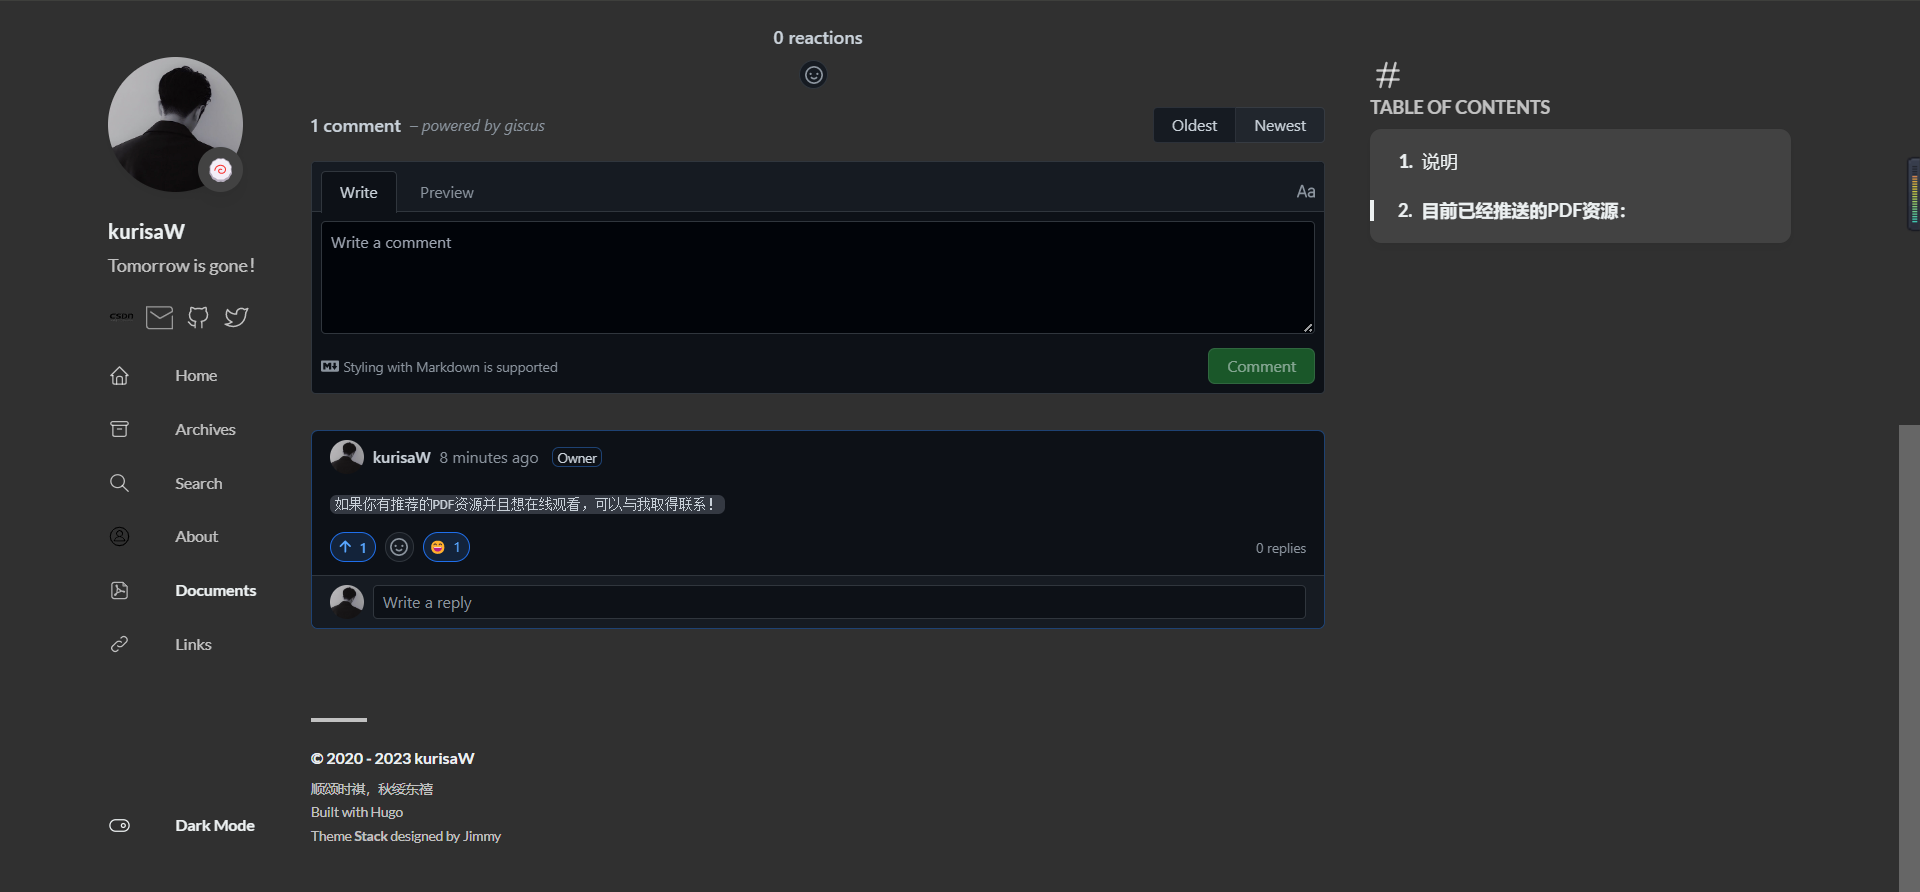 kurisaW
Tomorrow is gone!
CSDN
Home
Archives
Search
About
Documents
Links
Dark Mode
0 reactions
1 comment – powered by giscus
Oldest Newest
Write Preview Aa
Write a comment
Styling with Markdown is supported
Comment
kurisaW 8 minutes ago Owner
如果你有推荐的PDF资源并且想在线观看，可以与我取得联系！
1 1
0 replies
Write a reply
© 2020 - 2023 kurisaW
顺颂时祺，秋绥东禧
Built with Hugo
Theme Stack designed by Jimmy
TABLE OF CONTENTS
1. 说明
2. 目前已经推送的PDF资源：